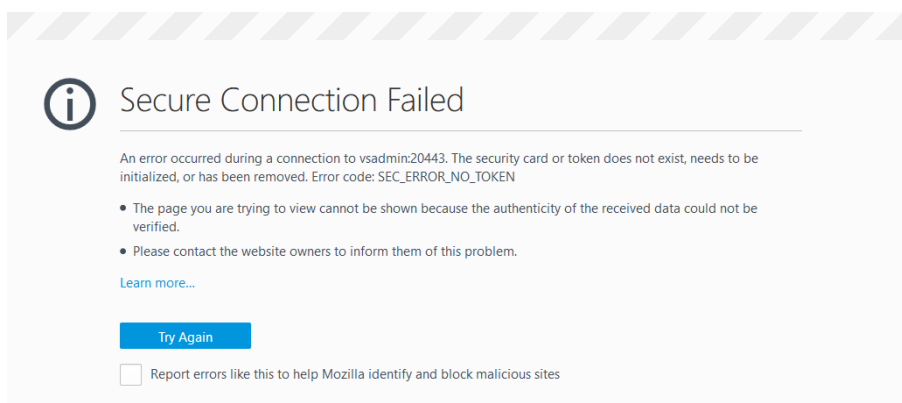 Secure Connection Failed
An error occurred during a connection to vsadmin:20443. The security card or token does not exist, needs to be
initialized, or has been removed. Error code: SEC_ERROR_NO_TOKEN
• The page you are trying to view cannot be shown because the authenticity of the received data could not be
verified.
• Please contact the website owners to inform them of this problem.
Learn more...
Try Again
Report errors like this to help Mozilla identify and block malicious sites